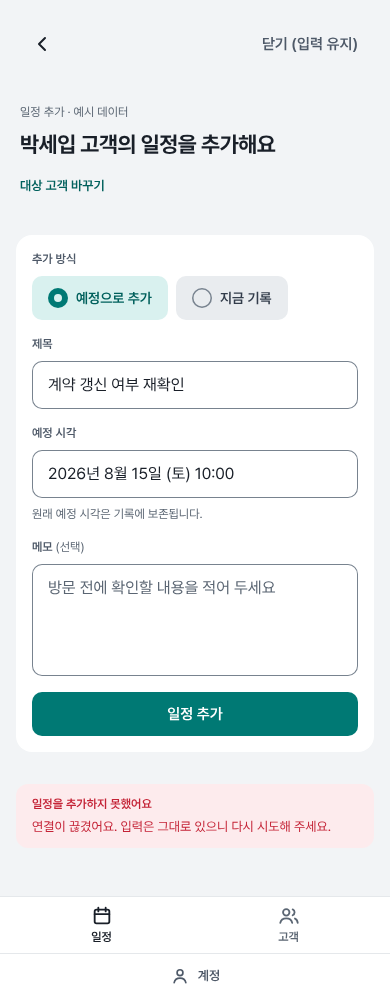 닫기 (입력 유지)
일정 추가 · 예시 데이터
박세입 고객의 일정을 추가해요
대상 고객 바꾸기
추가 방식
예정으로 추가
지금 기록
제목
계약 갱신 여부 재확인
예정 시각
2026년 8월 15일 (토) 10:00
원래 예정 시각은 기록에 보존됩니다.
메모 (선택)
방문 전에 확인할 내용을 적어 두세요
일정 추가
일정을 추가하지 못했어요
연결이 끊겼어요. 입력은 그대로 있으니 다시 시도해 주세요.
일정
고객
계정